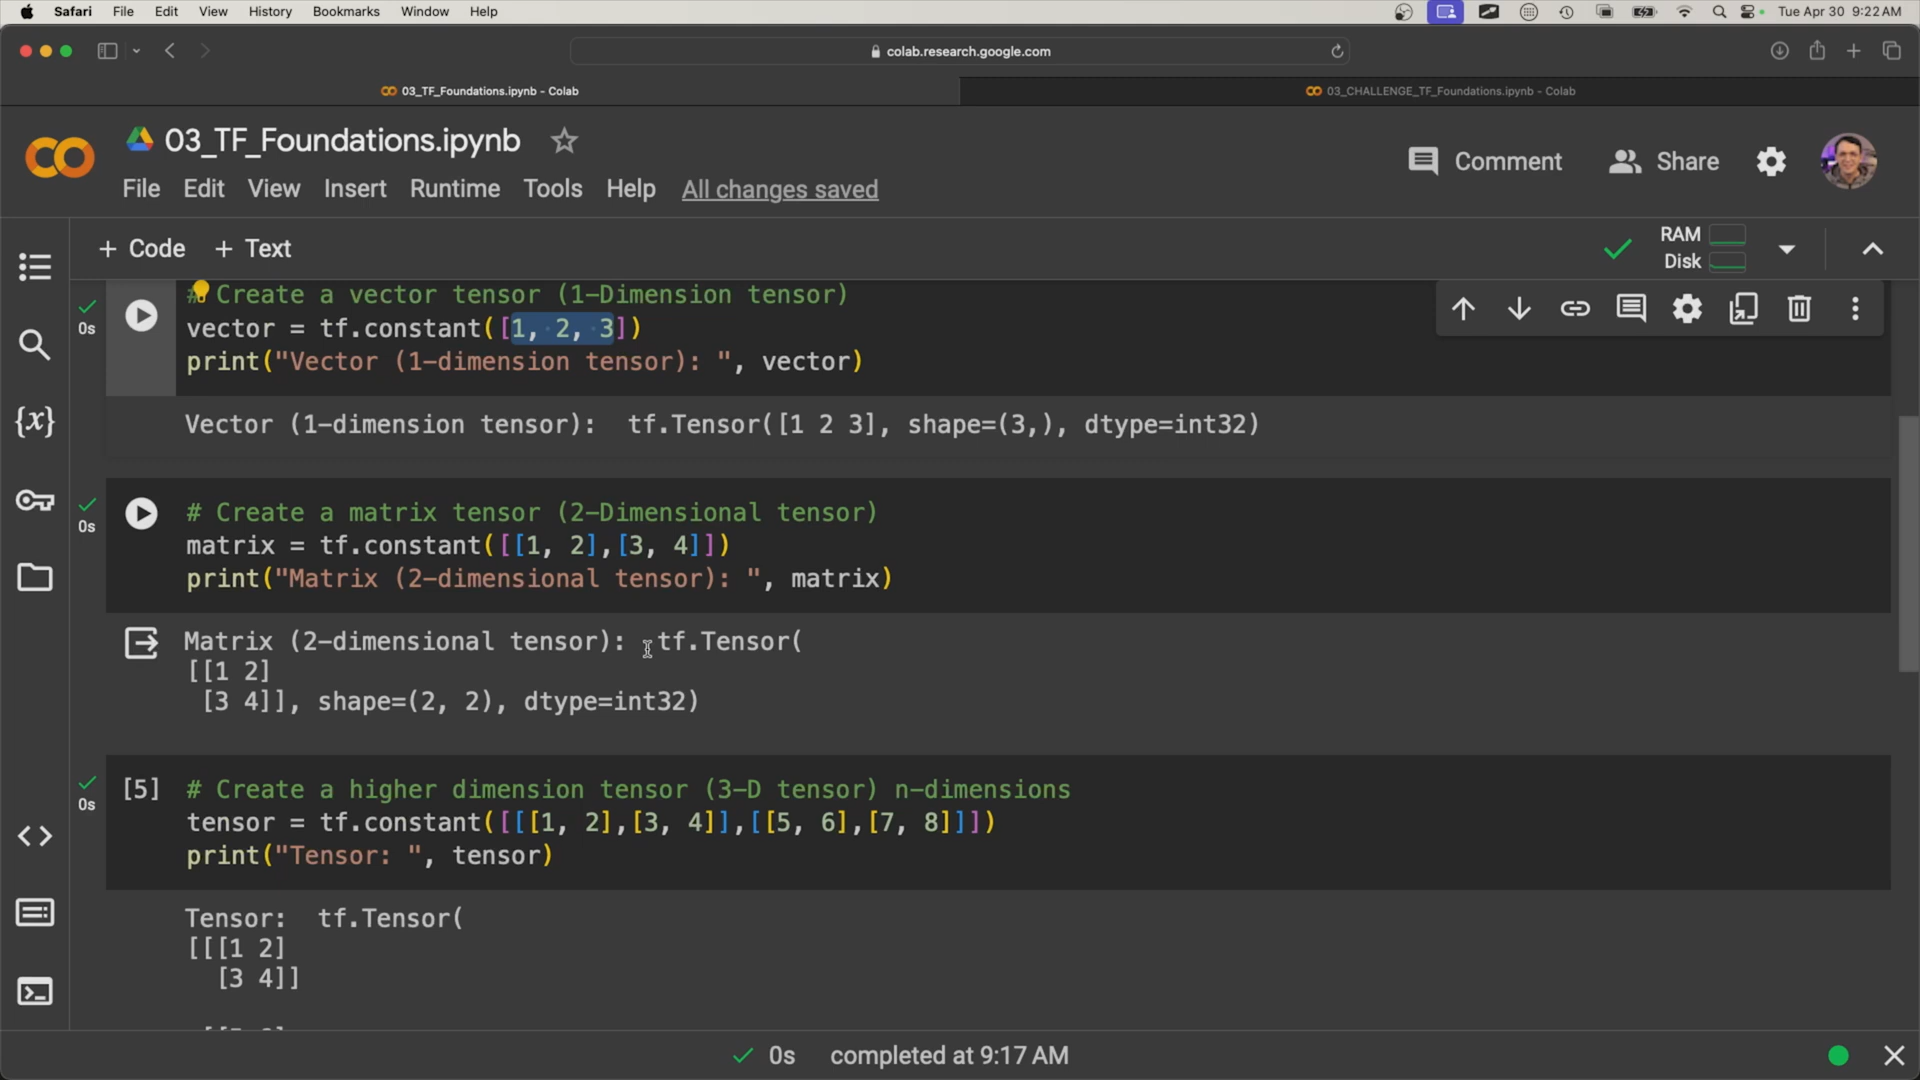 Safari File Edit View History Bookmarks Window Help Tue Apr 30 9:22 AM
colab.research.google.com
03_TF_Foundations.ipynb - Colab 03_CHALLENGE_TF_Foundations.ipynb - Colab
03_TF_Foundations.ipynb
Comment Share
File Edit View Insert Runtime Tools Help All changes saved
+ Code + Text RAM
Disk
# Create a vector tensor (1-Dimension tensor)
0s
vector = tf.constant([1, 2, 3])
print("Vector (1-dimension tensor): ", vector)
Vector (1-dimension tensor):  tf.Tensor([1 2 3], shape=(3,), dtype=int32)
# Create a matrix tensor (2-Dimensional tensor)
0s
matrix = tf.constant([[1, 2],[3, 4]])
print("Matrix (2-dimensional tensor): ", matrix)
Matrix (2-dimensional tensor):  tf.Tensor(
[[1 2]
 [3 4]], shape=(2, 2), dtype=int32)
[5] # Create a higher dimension tensor (3-D tensor) n-dimensions
0s
tensor = tf.constant([[[1, 2],[3, 4]],[[5, 6],[7, 8]]])
print("Tensor: ", tensor)
Tensor:  tf.Tensor(
[[[1 2]
  [3 4]]
{x}
0s completed at 9:17 AM